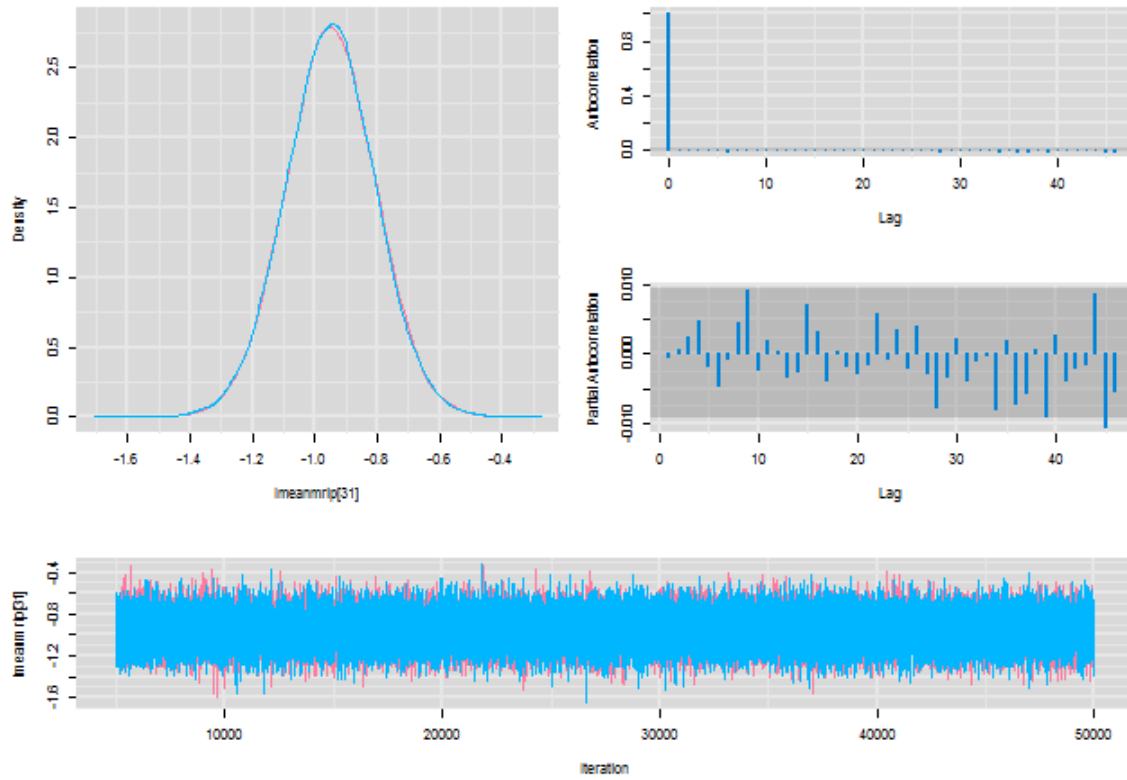 Density
0.0 0.5 1.0 1.5 2.0 2.5
-1.6 -1.4 -1.2 -1.0 -0.8 -0.6 -0.4
lmeanmrlp[31]
Autocorrelation
0.0 0.4 0.8
0 10 20 30 40
Lag
Partial Autocorrelation
-0.010 0.000 0.010
0 10 20 30 40
Lag
lmeanmrlp[31]
-1.6 -1.2 -0.8 -0.4
10000 20000 30000 40000 50000
Iteration